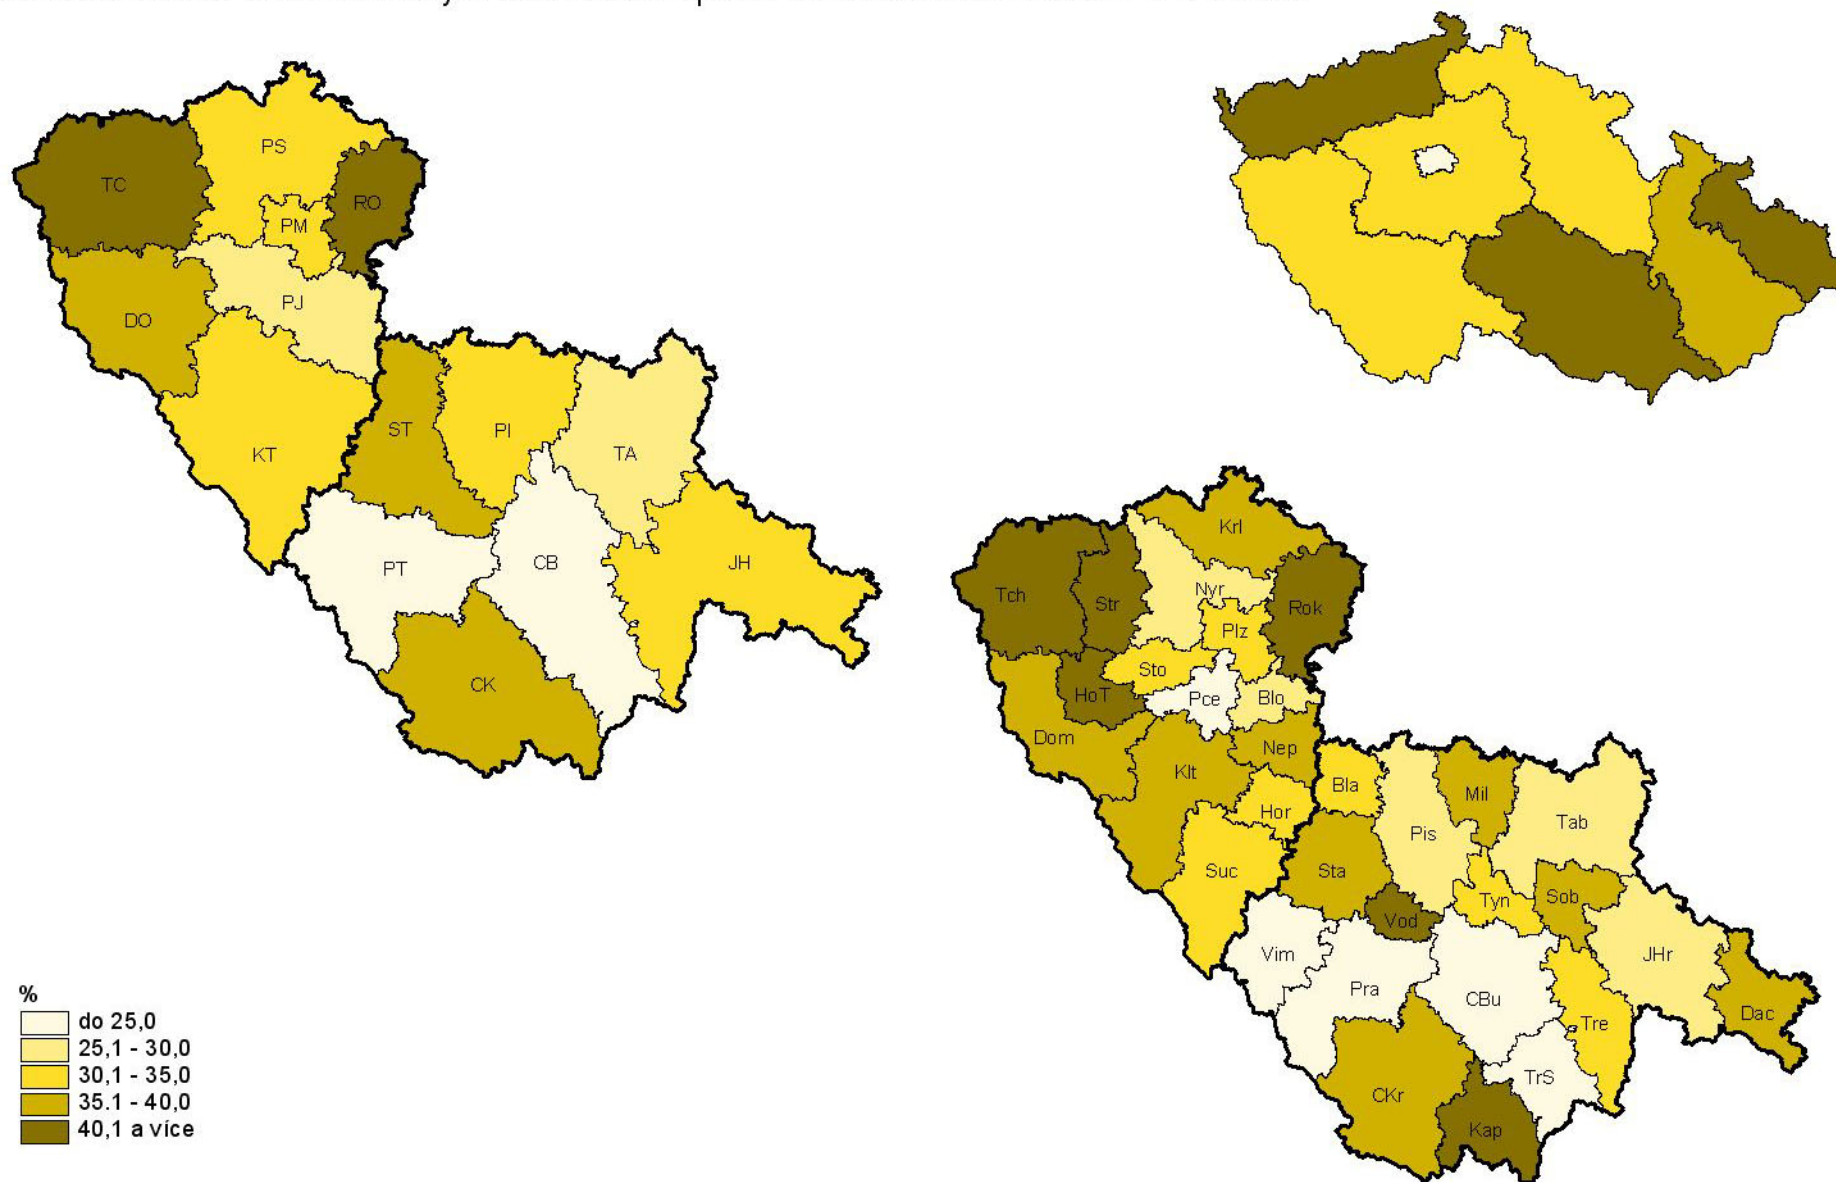 PS
TC
RO
PM
PJ
DO
ST
PI
TA
KT
PT
CB
JH
CK
Krl
Tch
Str
Nyr
Rok
Plz
Sto
HoT
Pce
Blo
Dom
Nep
Klt
Bla
Mil
Hor
Pis
Tab
Suc
Sta
Tyn
Sob
Vod
Vim
JHr
Pra
CBu
Tre
Dac
TrS
CKr
Kap
%
do 25,0
25,1 - 30,0
30,1 - 35,0
35.1 - 40,0
40,1 a více